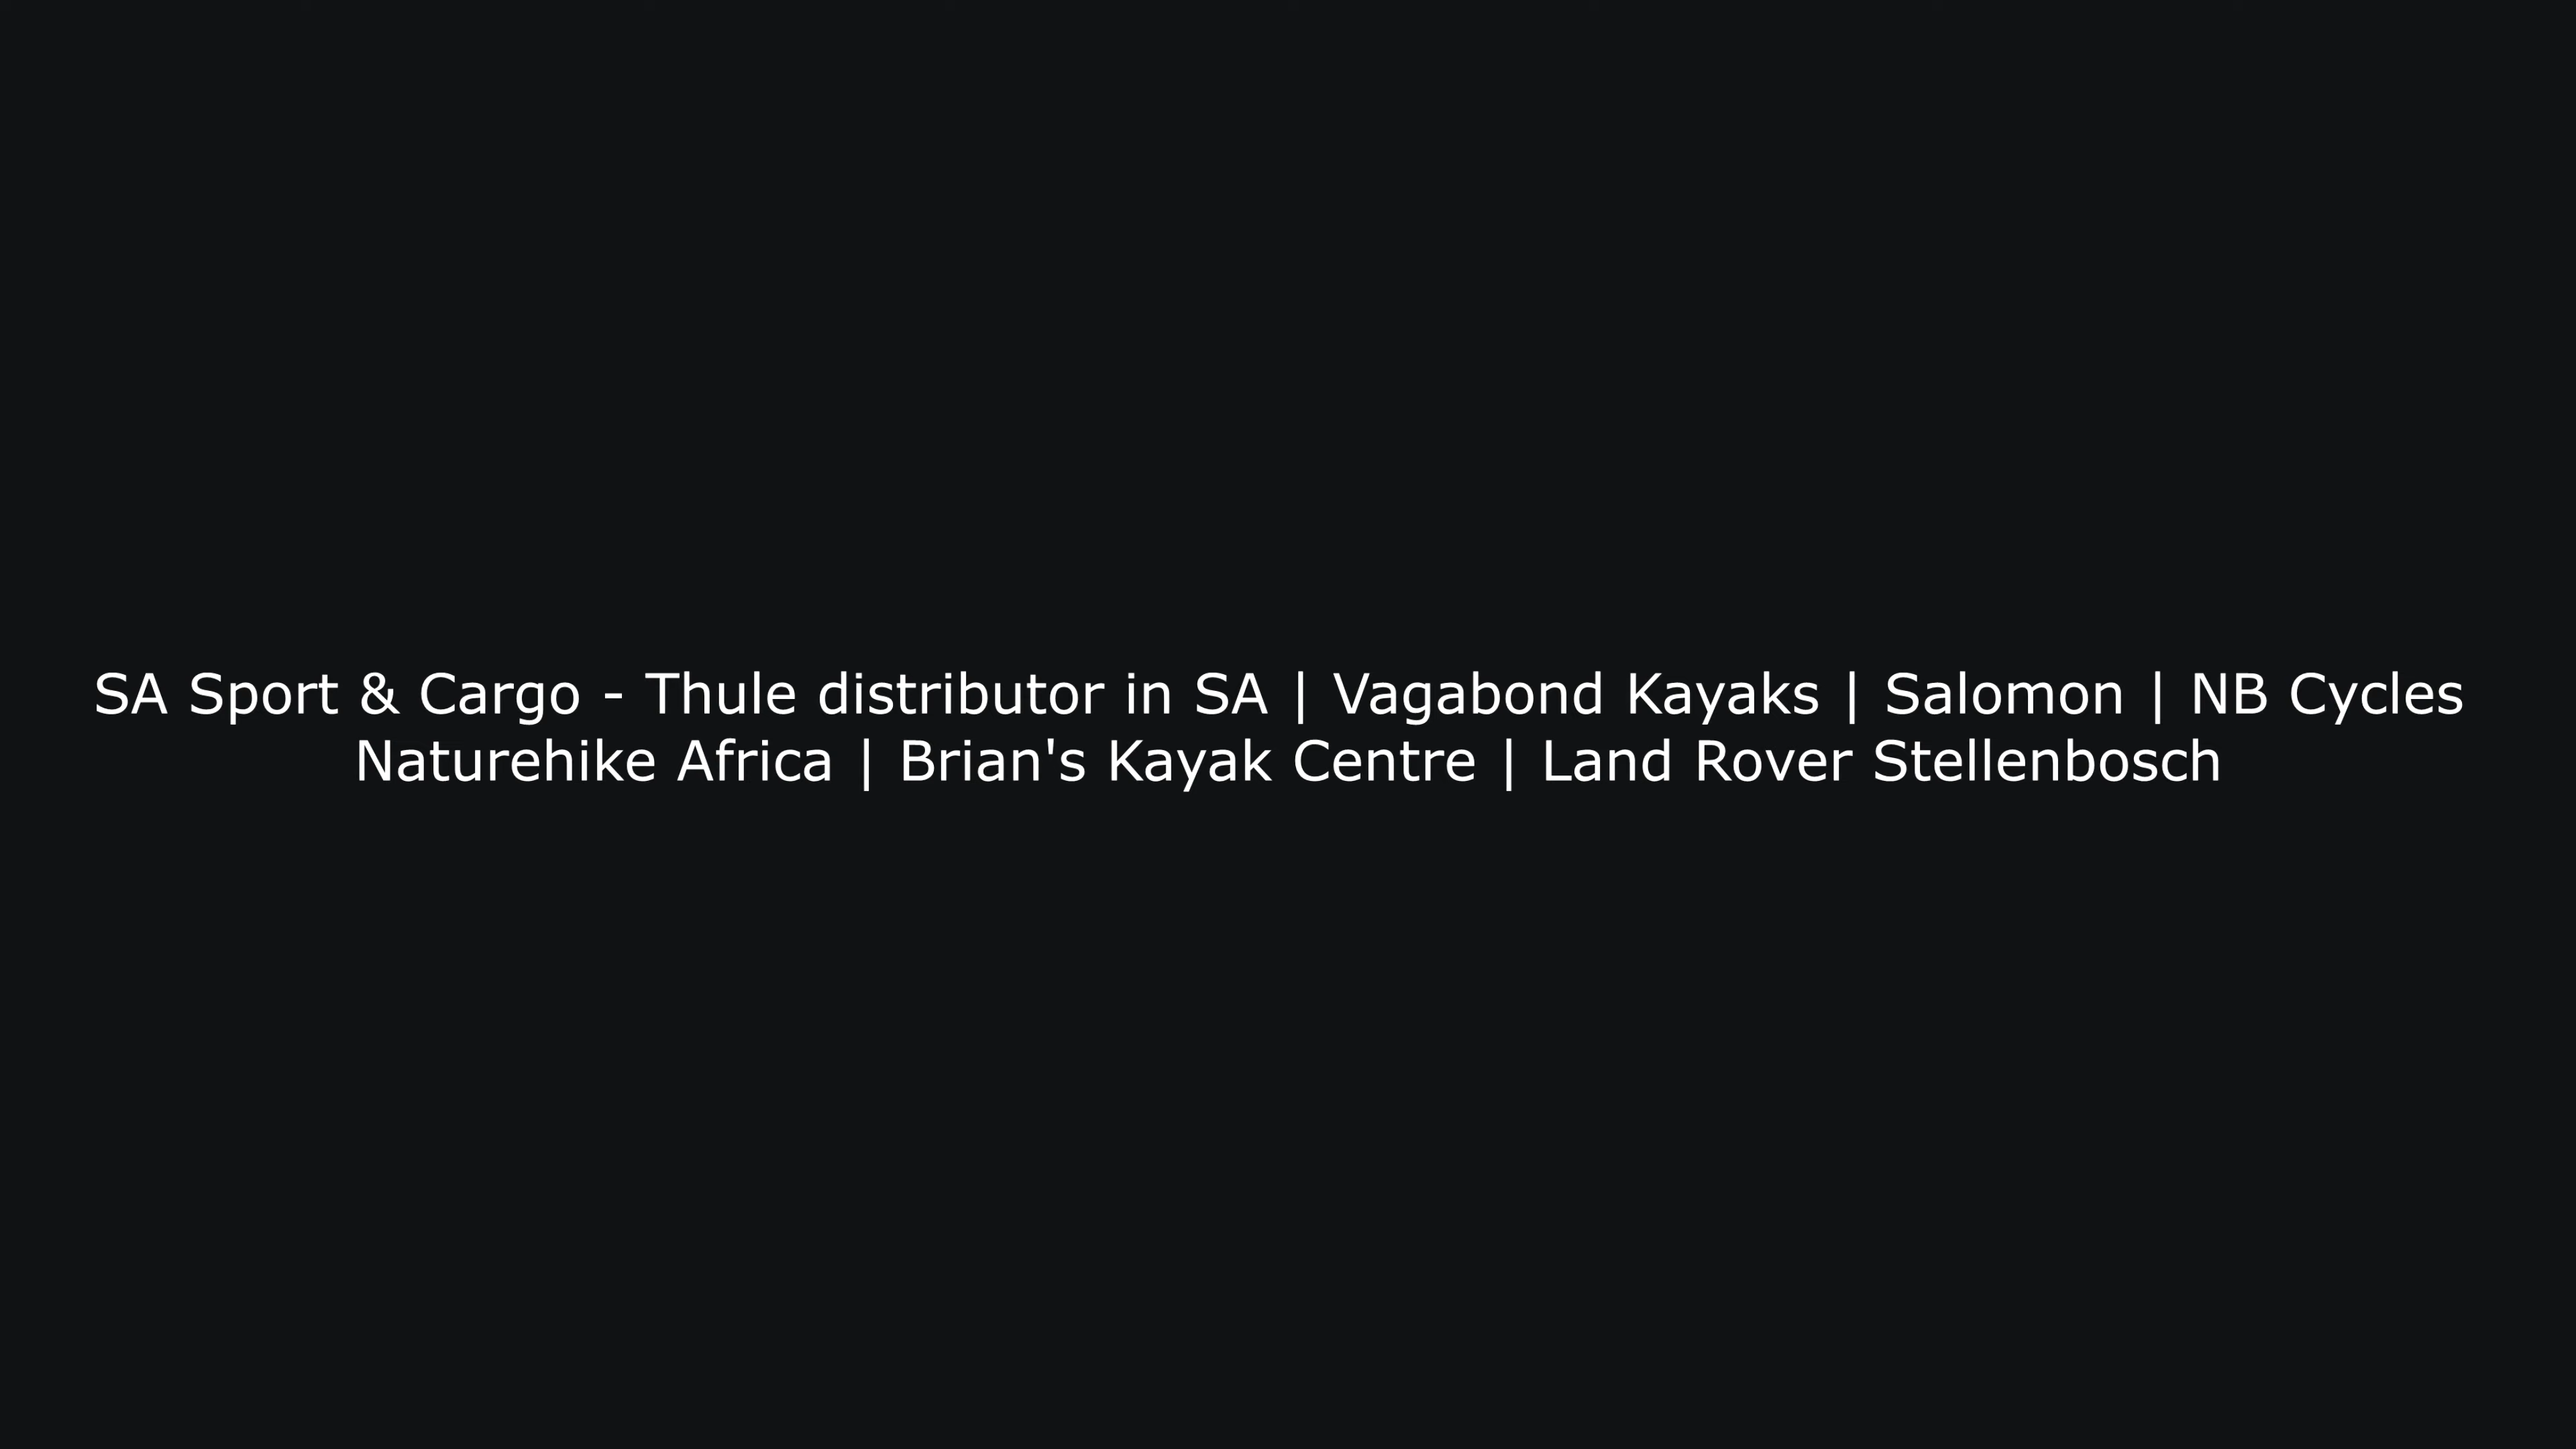 SA Sport & Cargo - Thule distributor in SA | Vagabond Kayaks | Salomon | NB Cycles
Naturehike Africa | Brian's Kayak Centre | Land Rover Stellenbosch